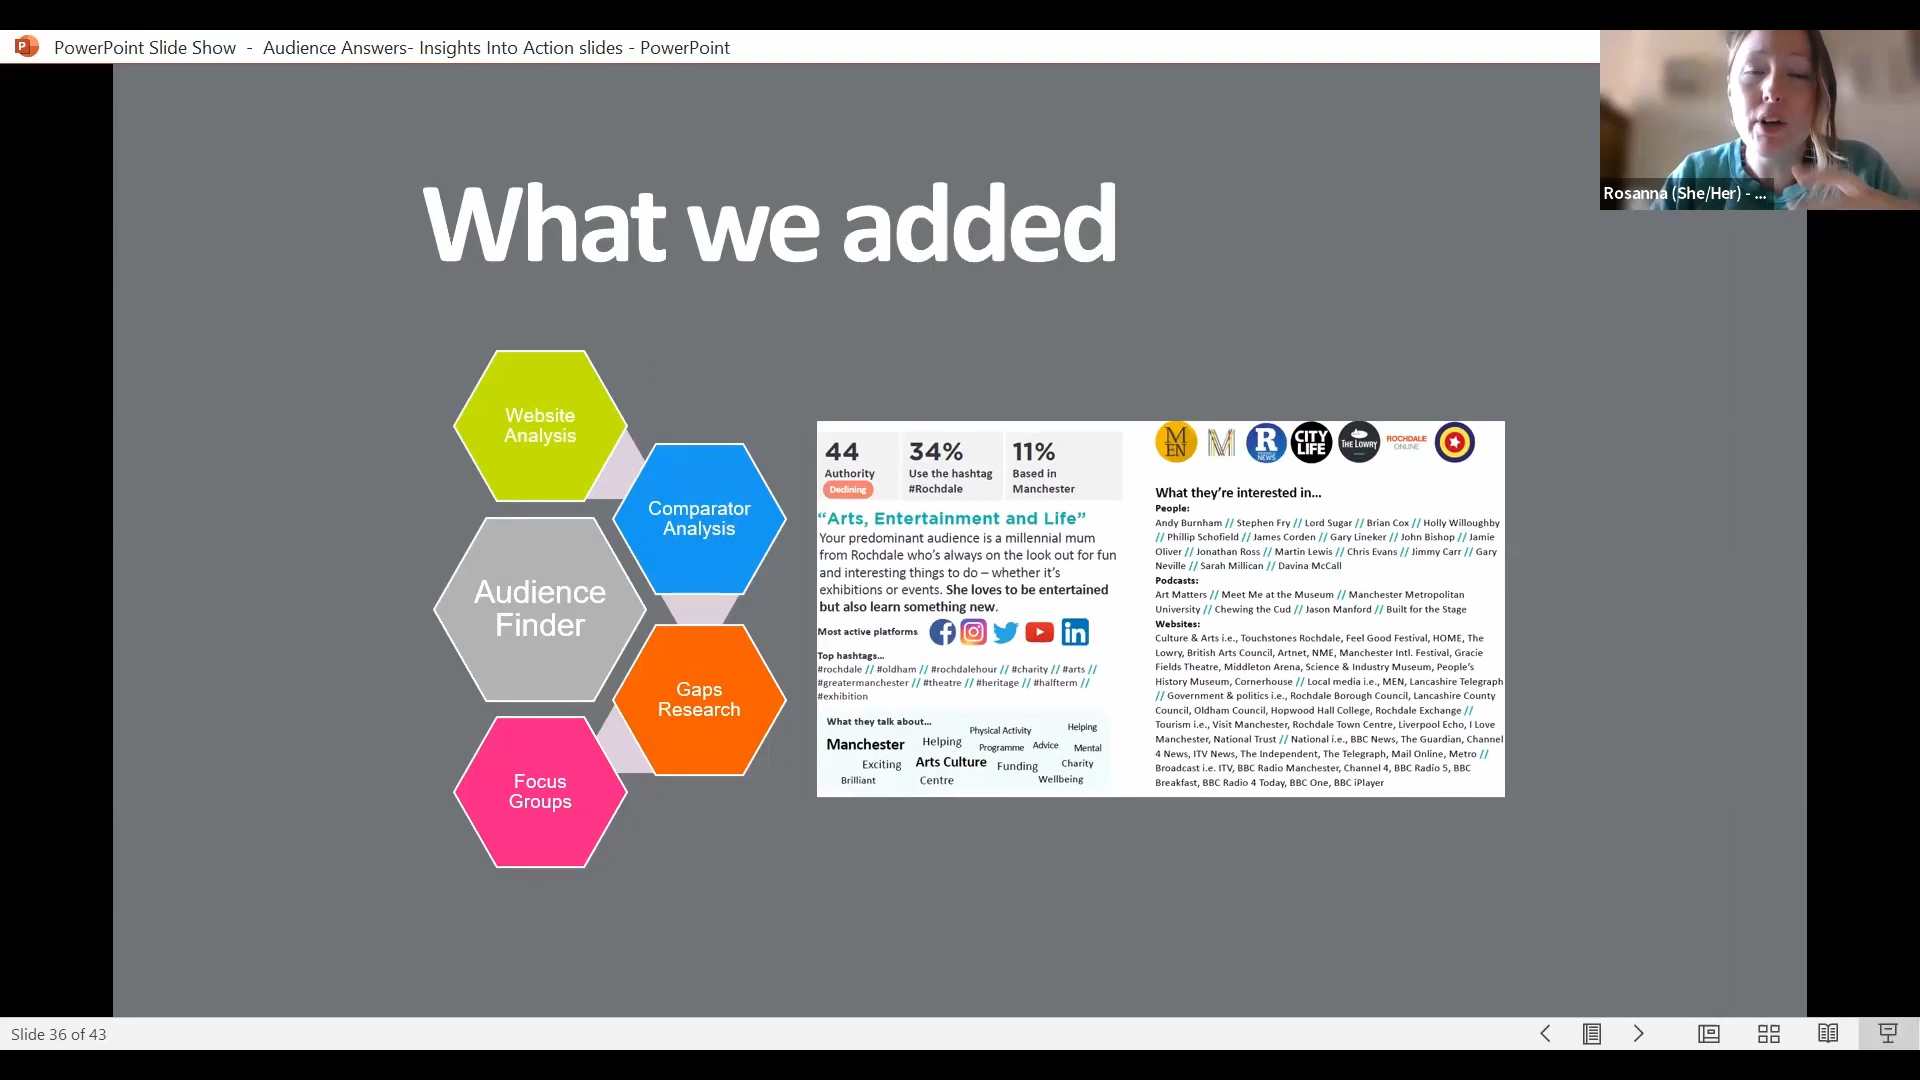 PowerPoint Slide Show - Audience Answers- Insights Into Action slides - PowerPoint
Rosanna (She/Her) - ...
What we added
Website
Analysis
Comparator
Analysis
Audience
Finder
Gaps
Research
Focus
Groups
44
Authority
Declining
34%
Use the hashtag
#Rochdale
11%
Based in
Manchester
“Arts, Entertainment and Life”
Your predominant audience is a millennial mum
from Rochdale who’s always on the look out for fun
and interesting things to do – whether it’s
exhibitions or events. She loves to be entertained
but also learn something new.
Most active platforms
Top hashtags...
#rochdale // #oldham // #rochdalehour // #charity // #arts //
#greatermanchester // #theatre // #heritage // #halfterm //
#exhibition
What they talk about...
Physical Activity
Helping
Manchester
Helping
Programme
Advice
Mental
Exciting
Arts Culture
Funding
Charity
Brilliant
Centre
Wellbeing
M
EN
M
R
NEWS
CITY
LIFE
THE LOWRY
ROCHDALE
ONLINE
What they’re interested in...
People:
Andy Burnham // Stephen Fry // Lord Sugar // Brian Cox // Holly Willoughby
// Phillip Schofield // James Corden // Gary Lineker // John Bishop // Jamie
Oliver // Jonathan Ross // Martin Lewis // Chris Evans // Jimmy Carr // Gary
Neville // Sarah Millican // Davina McCall
Podcasts:
Art Matters // Meet Me at the Museum // Manchester Metropolitan
University // Chewing the Cud // Jason Manford // Built for the Stage
Websites:
Culture & Arts i.e., Touchstones Rochdale, Feel Good Festival, HOME, The
Lowry, British Arts Council, Artnet, NME, Manchester Intl. Festival, Gracie
Fields Theatre, Middleton Arena, Science & Industry Museum, People’s
History Museum, Cornerhouse // Local media i.e., MEN, Lancashire Telegraph
// Government & politics i.e., Rochdale Borough Council, Lancashire County
Council, Oldham Council, Hopwood Hall College, Rochdale Exchange //
Tourism i.e., Visit Manchester, Rochdale Town Centre, Liverpool Echo, I Love
Manchester, National Trust // National i.e., BBC News, The Guardian, Channel
4 News, ITV News, The Independent, The Telegraph, Mail Online, Metro //
Broadcast i.e. ITV, BBC Radio Manchester, Channel 4, BBC Radio 5, BBC
Breakfast, BBC Radio 4 Today, BBC One, BBC iPlayer
Slide 36 of 43